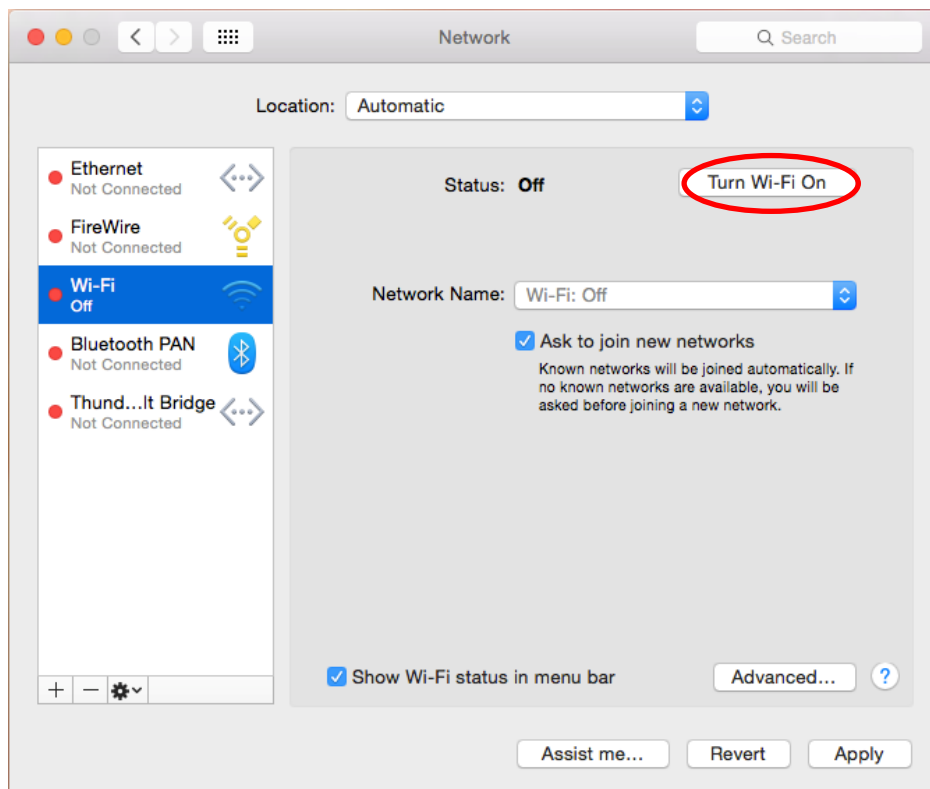 Network
Search
Location: Automatic
Ethernet
Not Connected
FireWire
Not Connected
Wi-Fi
Off
Bluetooth PAN
Not Connected
Thund...lt Bridge
Not Connected
Status: Off
Turn Wi-Fi On
Network Name: Wi-Fi: Off
Ask to join new networks
Known networks will be joined automatically. If
no known networks are available, you will be
asked before joining a new network.
Show Wi-Fi status in menu bar
Advanced...
?
Assist me...
Revert
Apply